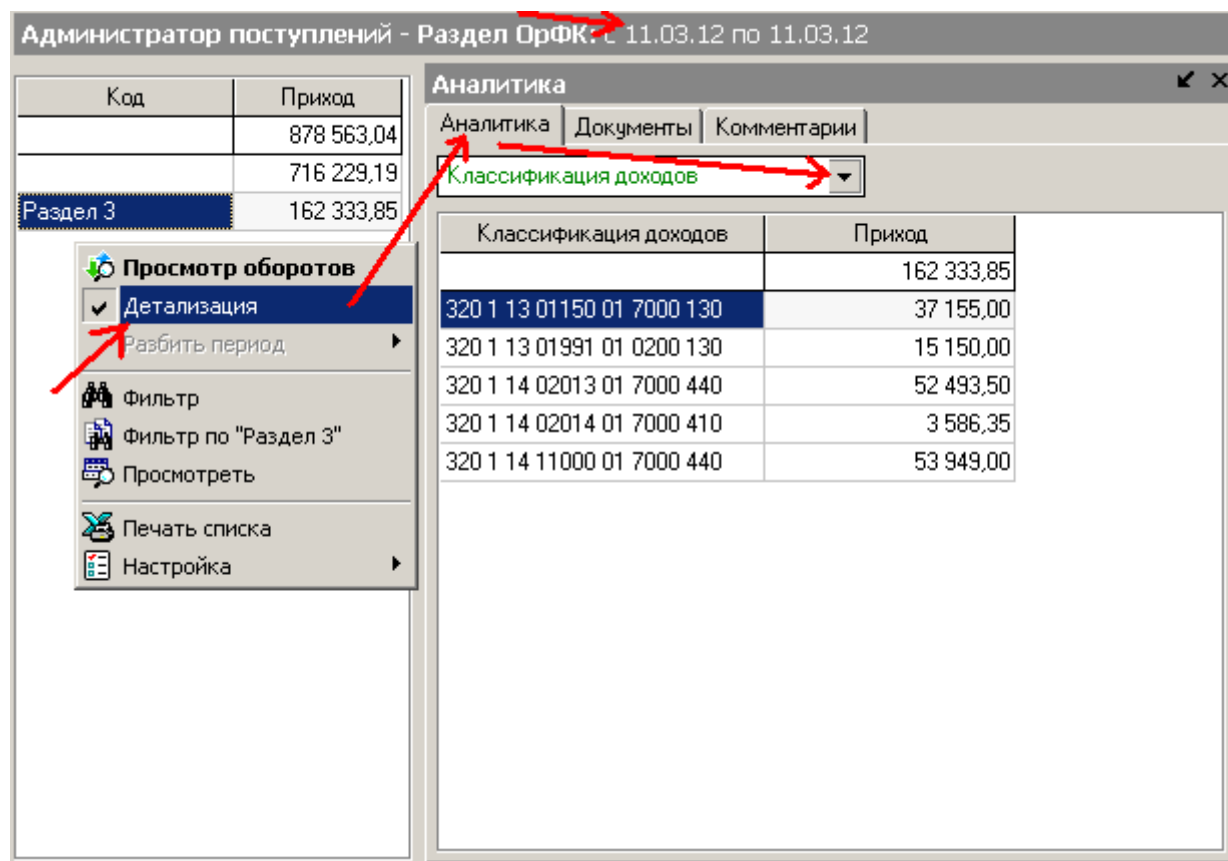 Администратор поступлений - Раздел ОрФК: с 11.03.12 по 11.03.12
Код Приход
878 563,04
716 229,19
Раздел 3 162 333,85
Просмотр оборотов
Детализация
Разбить период
Фильтр
Фильтр по "Раздел 3"
Просмотреть
Печать списка
Настройка
Аналитика
Аналитика Документы Комментарии
Классификация доходов
Классификация доходов Приход
162 333,85
320 1 13 01150 01 7000 130 37 155,00
320 1 13 01991 01 0200 130 15 150,00
320 1 14 02013 01 7000 440 52 493,50
320 1 14 02014 01 7000 410 3 586,35
320 1 14 11000 01 7000 440 53 949,00